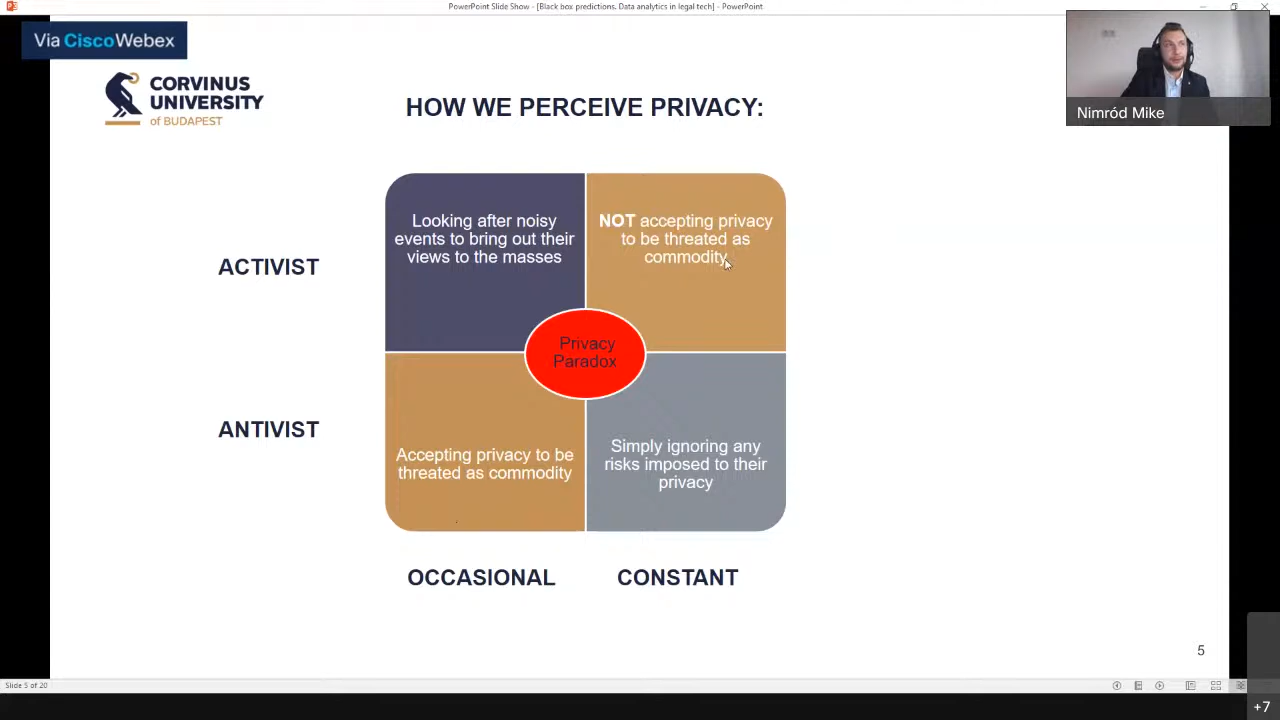 PowerPoint Slide Show - [Black box predictions. Data analytics in legal tech] - PowerPoint
Via Cisco Webex
Nimród Mike
CORVINUS
UNIVERSITY
of BUDAPEST
HOW WE PERCEIVE PRIVACY:
ACTIVIST
Looking after noisy
events to bring out their
views to the masses
NOT accepting privacy
to be threated as
commodity
Privacy
Paradox
ANTIVIST
Accepting privacy to be
threated as commodity
Simply ignoring any
risks imposed to their
privacy
OCCASIONAL
CONSTANT
5
Slide 5 of 20
+7